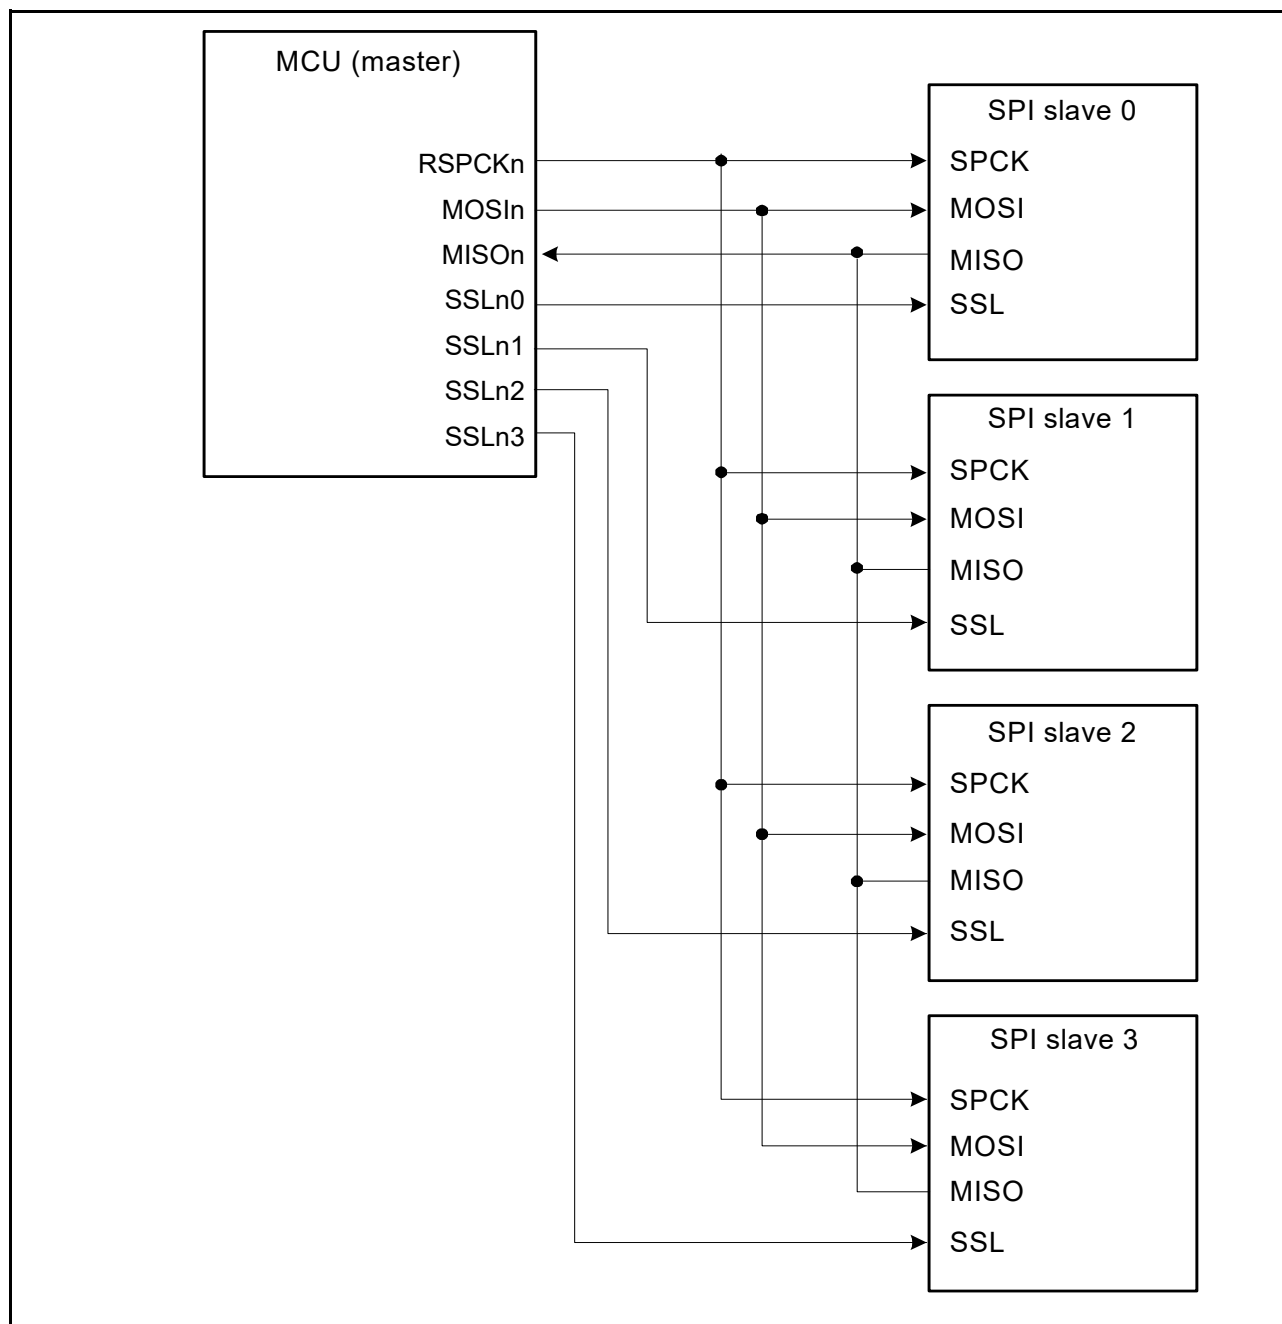 MCU (master)
RSPCKn
MOSIn
MISOn
SSLn0
SSLn1
SSLn2
SSLn3
SPI slave 0
SPCK
MOSI
MISO
SSL
SPI slave 1
SPCK
MOSI
MISO
SSL
SPI slave 2
SPCK
MOSI
MISO
SSL
SPI slave 3
SPCK
MOSI
MISO
SSL